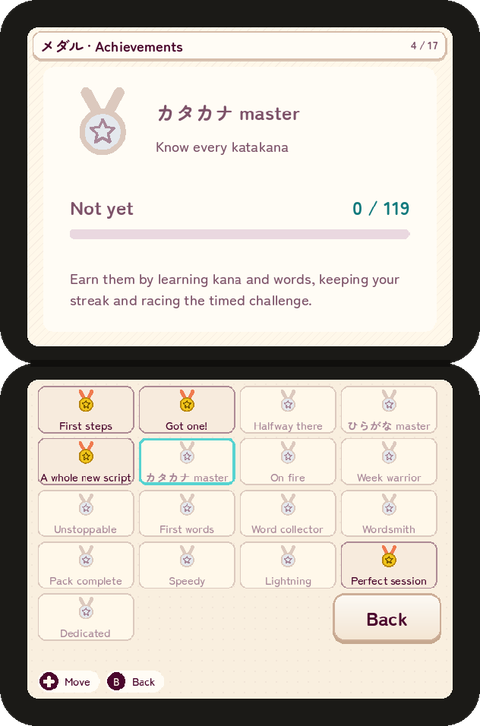 メダル · Achievements
4 / 17
カタカナ master
Know every katakana
Not yet
0 / 119
Earn them by learning kana and words, keeping your
streak and racing the timed challenge.
First steps
Got one!
Halfway there
ひらがな master
A whole new script
カタカナ master
On fire
Week warrior
Unstoppable
First words
Word collector
Wordsmith
Pack complete
Speedy
Lightning
Perfect session
Dedicated
Back
Move
B Back